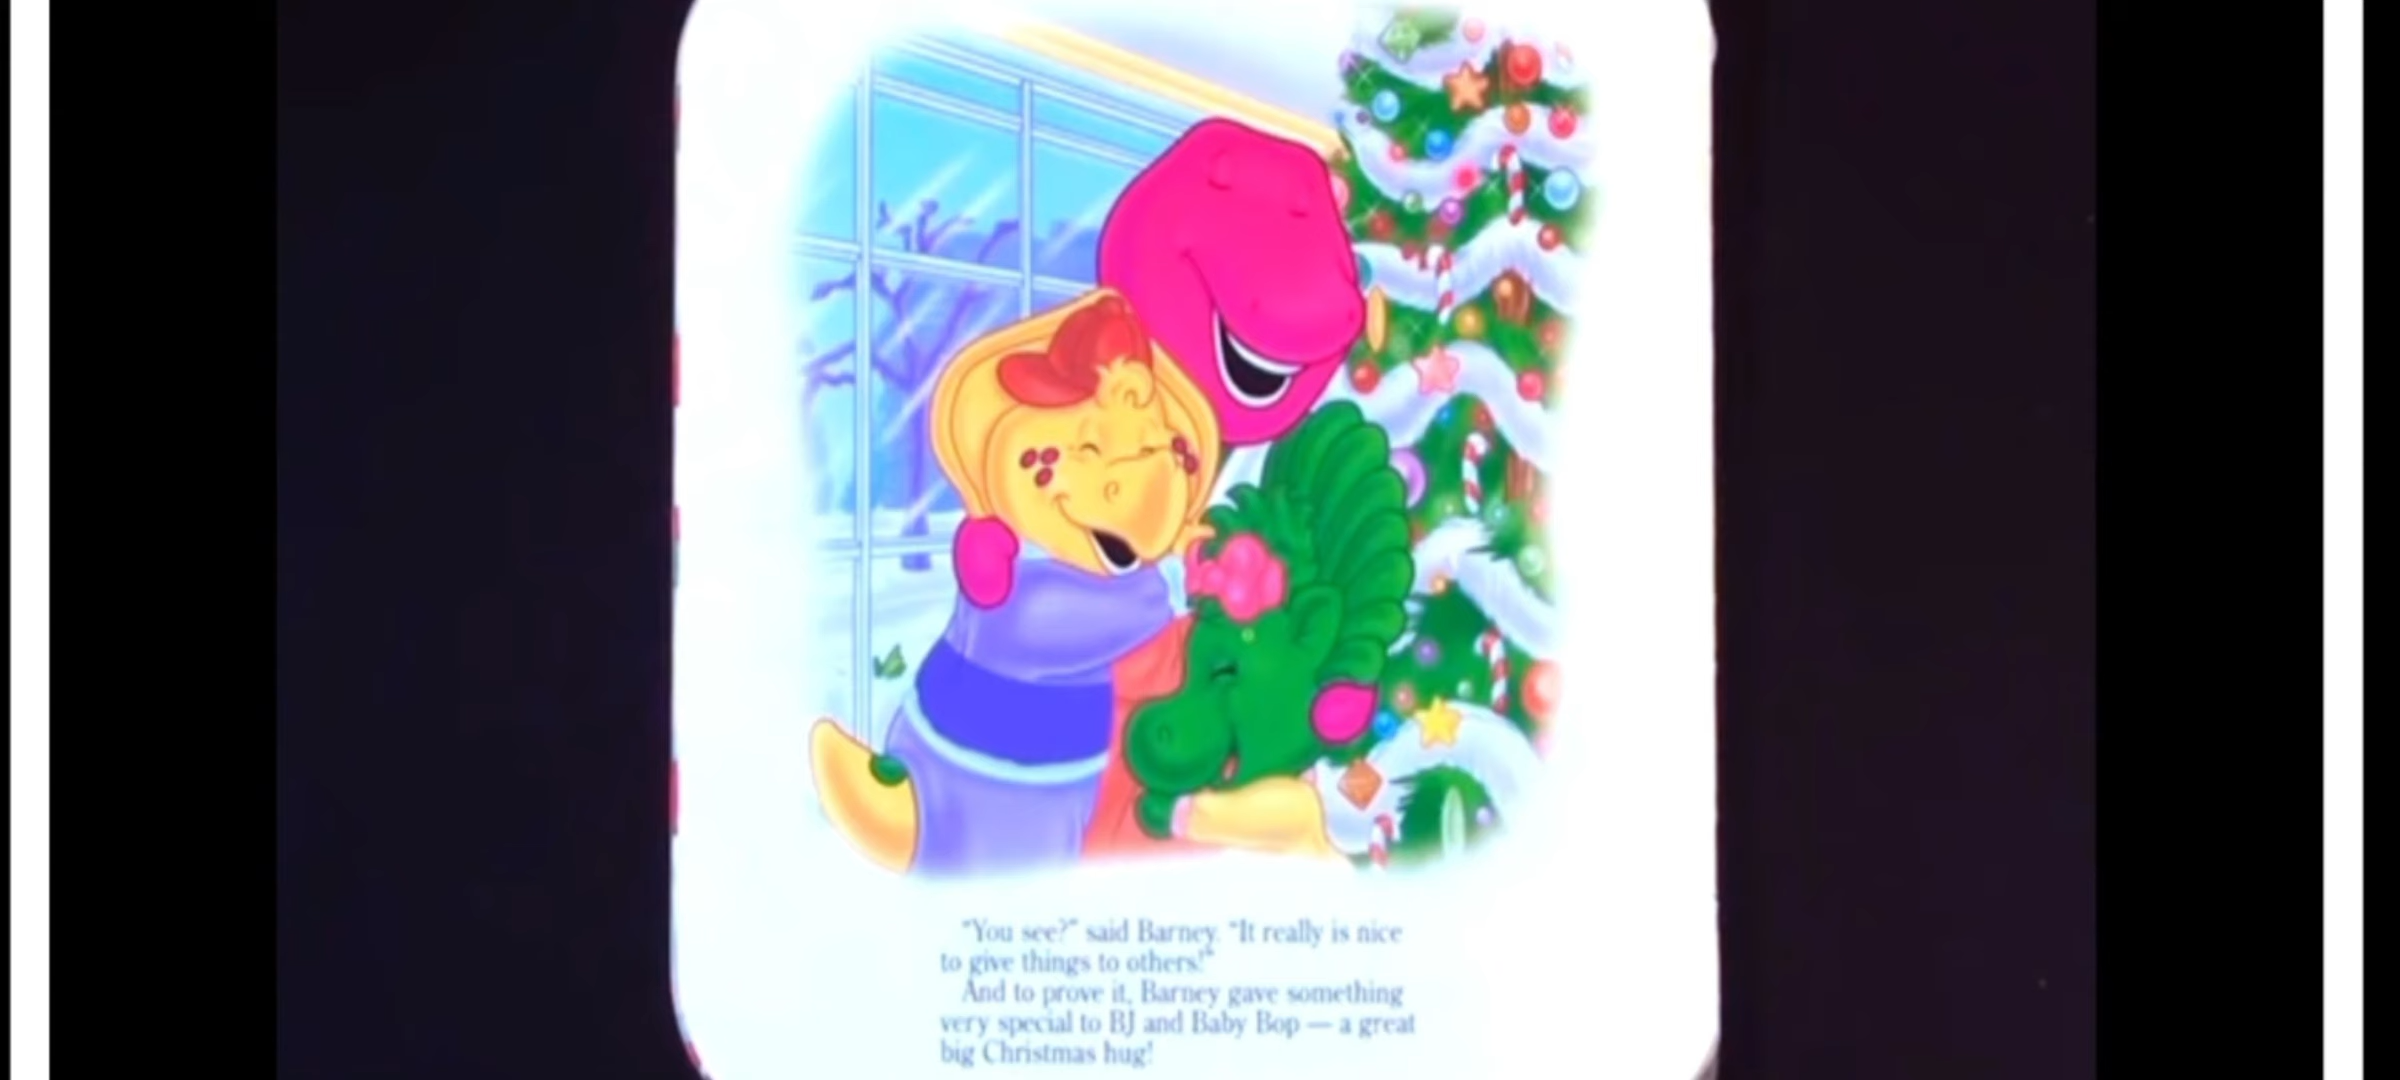 "You see?" said Barney. "It really is nice
to give things to others!"
And to prove it, Barney gave something
very special to BJ and Baby Bop — a great
big Christmas hug!